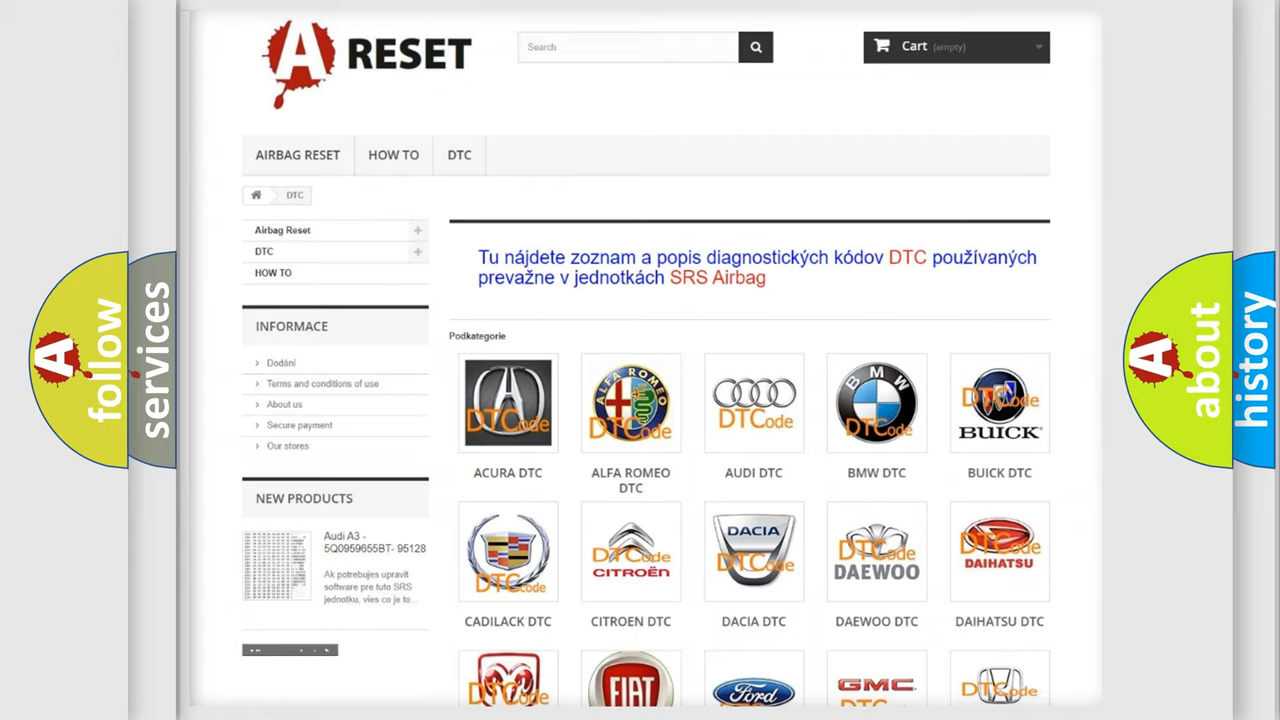 A RESET
Search
Cart (empty)
AIRBAG RESET
HOW TO
DTC
DTC
Airbag Reset
DTC
HOW TO
Tu nájdete zoznam a popis diagnostických kódov DTC používaných
prevažne v jednotkách SRS Airbag
INFORMACE
Dodání
Terms and conditions of use
About us
Secure payment
Our stores
NEW PRODUCTS
Audi A3 -
5Q0959655BT- 95128
Ak potrebujes upravit
software pre tuto SRS
jednotku, vies co je to...
Podkategorie
DTCode
ALFA ROMEO
DTCode
DTCode
BMW
DTCode
DTCode
BUICK
ACURA DTC
ALFA ROMEO
DTC
AUDI DTC
BMW DTC
BUICK DTC
DTCode
DTCode
CITROËN
DACIA
DTCode
DTCode
DAEWOO
DTCode
DAIHATSU
CADILACK DTC
CITROEN DTC
DACIA DTC
DAEWOO DTC
DAIHATSU DTC
DTCode
FIAT
Ford
GMC
DTCode
A follow
services
A about
history